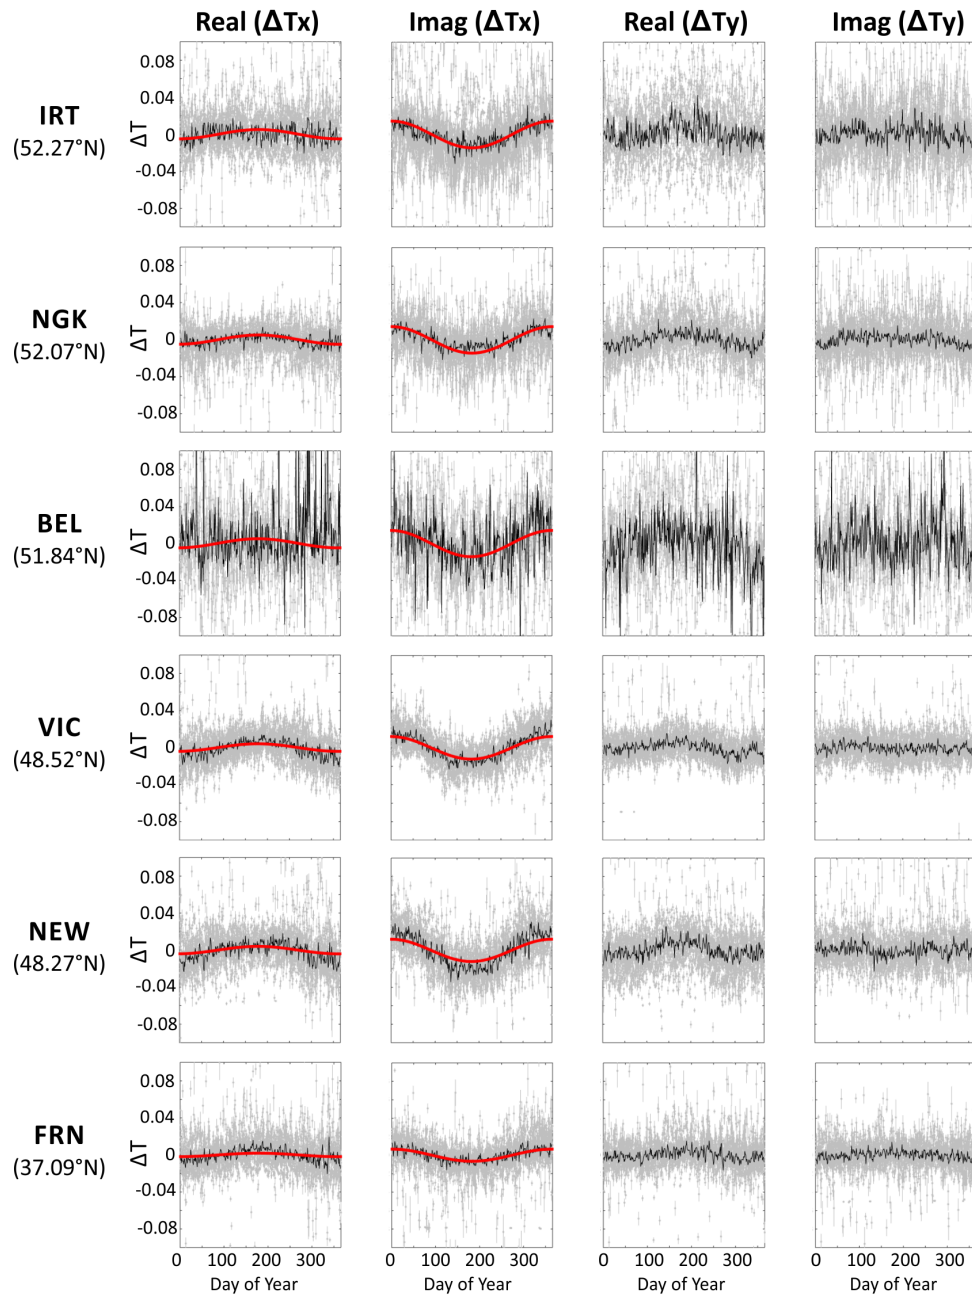 Real (ΔTx) Imag (ΔTx) Real (ΔTy) Imag (ΔTy)
IRT
(52.27°N)
ΔT
0.08
0.04
0
-0.04
-0.08
NGK
(52.07°N)
ΔT
0.08
0.04
0
-0.04
-0.08
BEL
(51.84°N)
ΔT
0.08
0.04
0
-0.04
-0.08
VIC
(48.52°N)
ΔT
0.08
0.04
0
-0.04
-0.08
NEW
(48.27°N)
ΔT
0.08
0.04
0
-0.04
-0.08
FRN
(37.09°N)
ΔT
0.08
0.04
0
-0.04
-0.08
0 100 200 300 0 100 200 300 0 100 200 300 0 100 200 300
Day of Year Day of Year Day of Year Day of Year